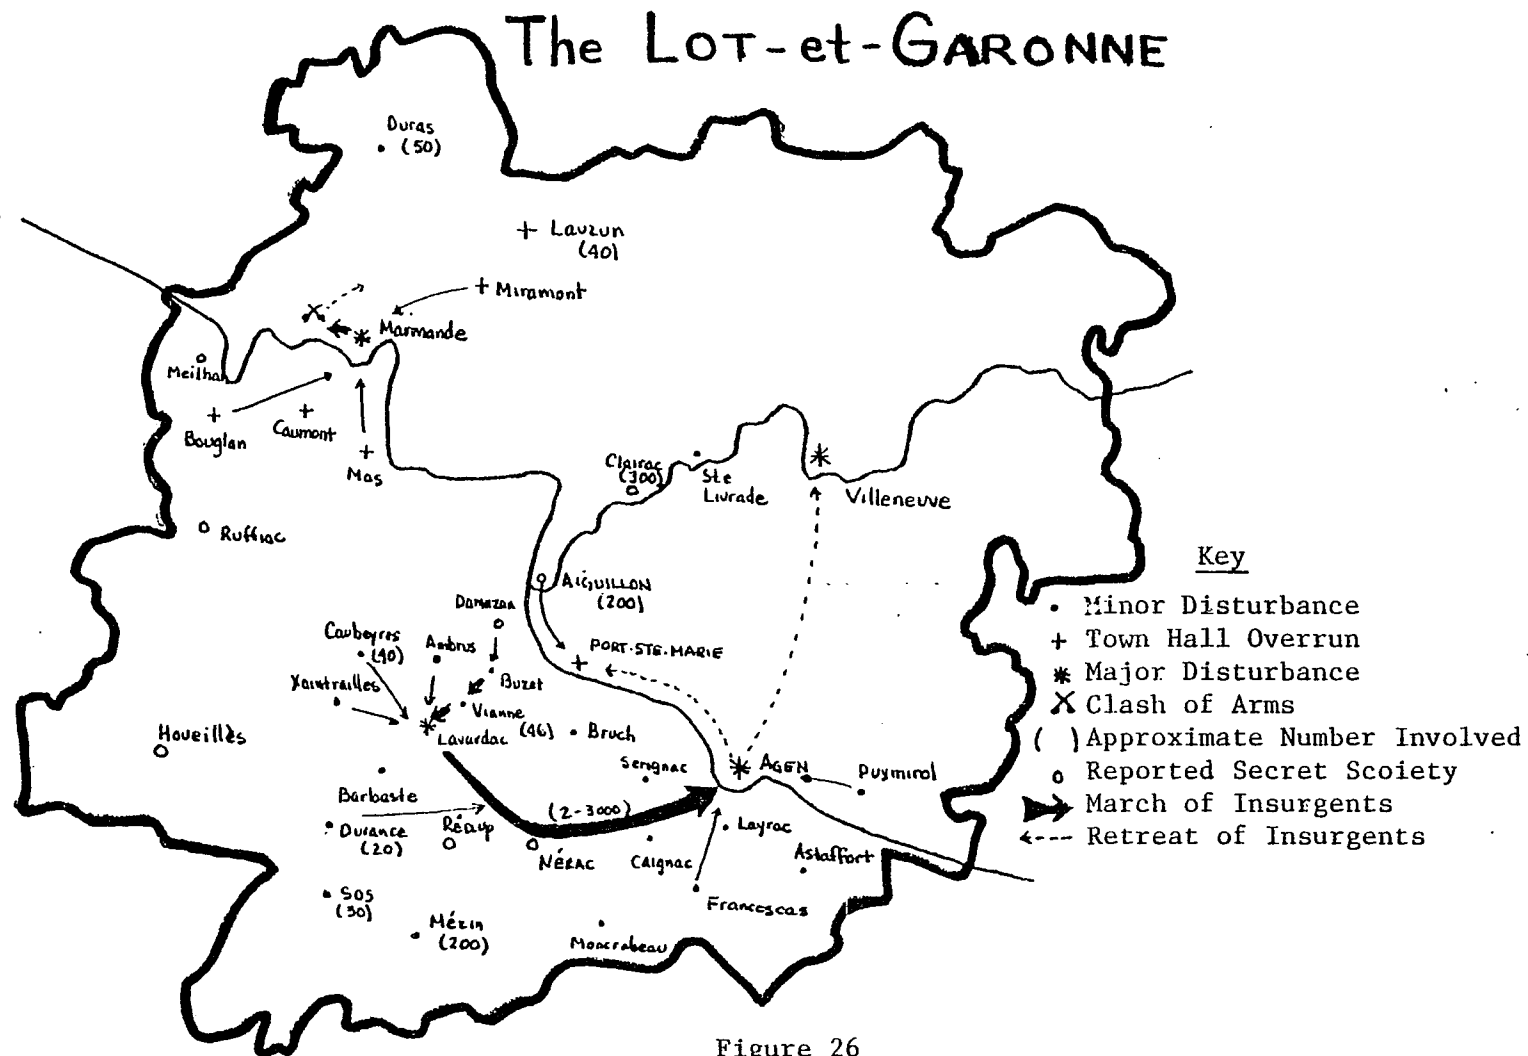 The LOT-et-GARONNE
Duras
(50)
+ Lauzun
(40)
+ Miramont
Marmande
Meilhan
Bouglan
Caumont
Mas
Clairac
(300)
Ste
Livrade
Villeneuve
Ruffiac
AIGUILLON
(200)
Damazan
PORT-STE-MARIE
Caubeyres
(40)
Ambrus
Buzet
Xaintrailles
Vianne
(46)
Lavardac
Bruch
Houeillès
Serignac
AGEN
Puymirol
Barbaste
(2-3000)
Durance
(20)
Réaup
NÉRAC
Caignac
Layrac
Astaffort
SOS
(30)
Francescas
Mézin
(200)
Moncrabeau
Key
• Minor Disturbance
+ Town Hall Overrun
* Major Disturbance
X Clash of Arms
( ) Approximate Number Involved
o Reported Secret Scoiety
March of Insurgents
Retreat of Insurgents
Figure 26